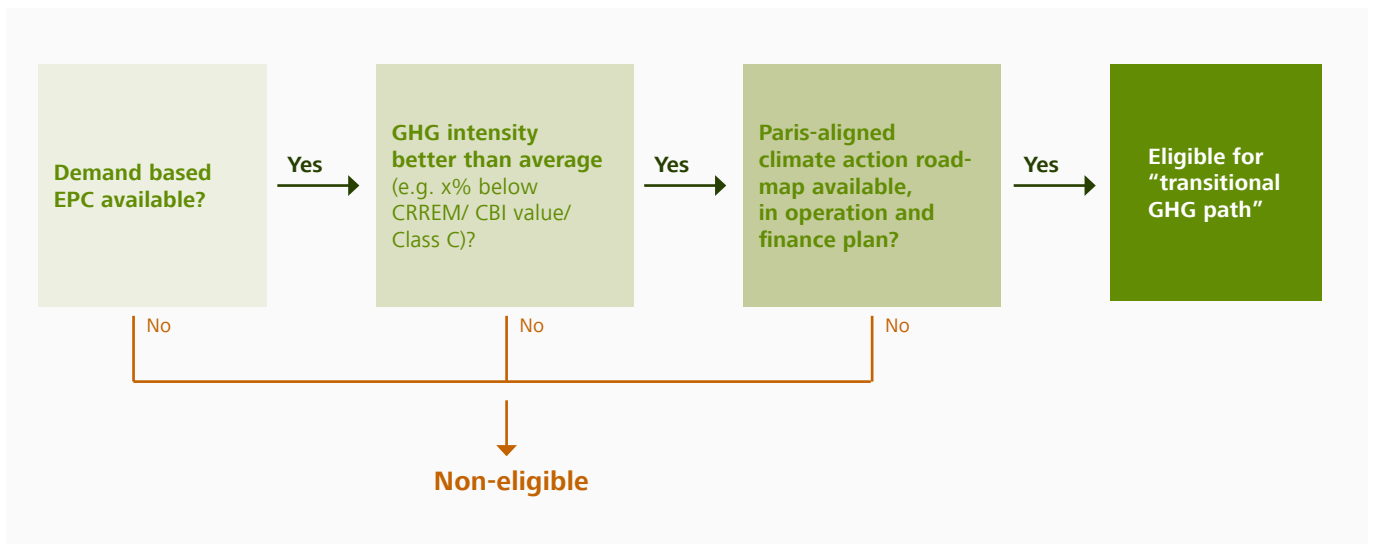 Demand based
EPC available?
Yes
GHG intensity
better than average
(e.g. x% below
CRREM/ CBI value/
Class C)?
Yes
Paris-aligned
climate action road-
map available,
in operation and
finance plan?
Yes
Eligible for
“transitional
GHG path”
No
No
No
Non-eligible